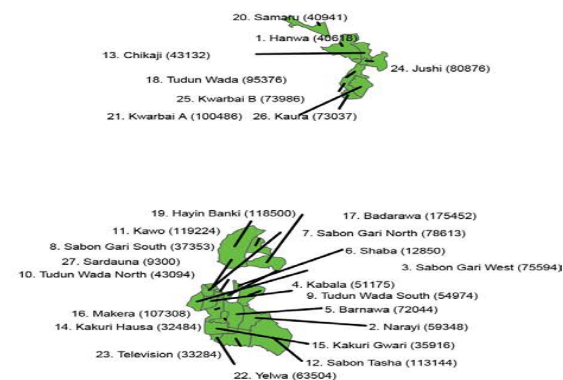 20. Samaru (40941)
1. Hanwa (40618)
13. Chikaji (43132)
24. Jushi (80876)
18. Tudun Wada (95376)
25. Kwarbai B (73986)
21. Kwarbai A (100486) 26. Kaura (73037)
19. Hayin Banki (118500)
17. Badarawa (175452)
11. Kawo (119224)
7. Sabon Gari North (78613)
8. Sabon Gari South (37353)
6. Shaba (12850)
27. Sardauna (9300)
3. Sabon Gari West (75594)
10. Tudun Wada North (43094)
4. Kabala (51175)
9. Tudun Wada South (54974)
5. Barnawa (72044)
16. Makera (107308)
14. Kakuri Hausa (32484)
2. Narayi (59348)
15. Kakuri Gwari (35916)
23. Television (33284)
12. Sabon Tasha (113144)
22. Yelwa (63504)